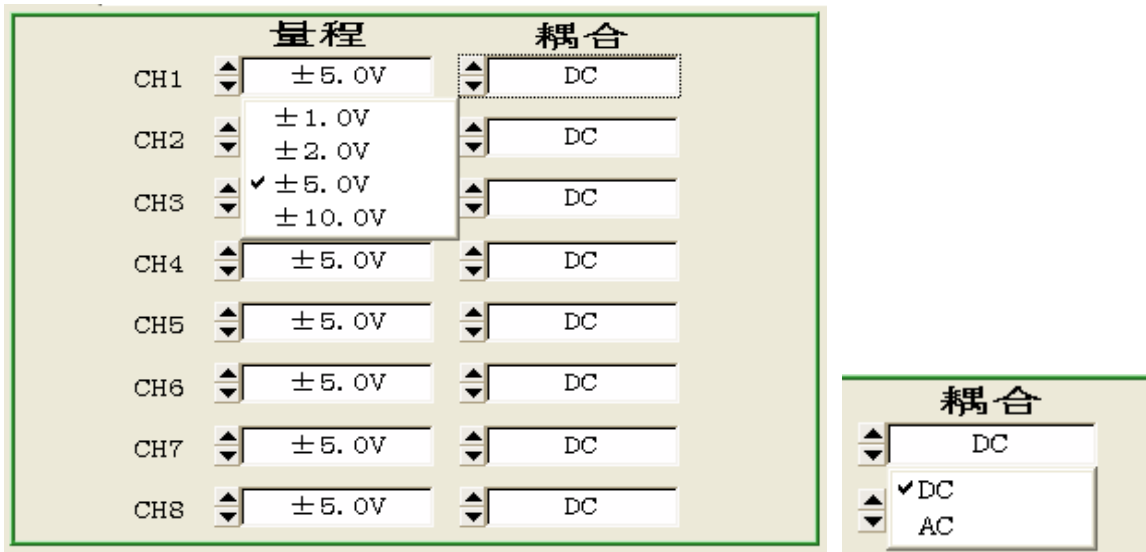 量程 耦合
CH1 ±5.0V DC
±1.0V
CH2 DC
±2.0V
✔ ±5.0V
CH3 DC
±10.0V
CH4 ±5.0V DC
CH5 ±5.0V DC
CH6 ±5.0V DC
CH7 ±5.0V DC
CH8 ±5.0V DC
耦合
DC
✔DC
AC